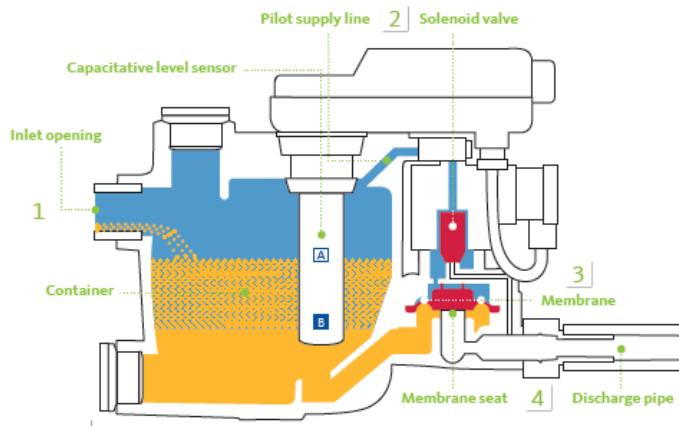 Pilot supply line 2 Solenoid valve
Capacitative level sensor
Inlet opening
1
A
3
Container
Membrane
B
Membrane seat 4 Discharge pipe